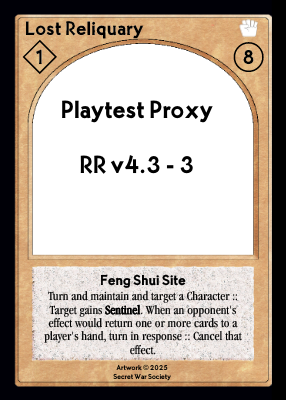 Lost Reliquary
1
8
Playtest Proxy
RR v4.3 - 3
Feng Shui Site
Turn and maintain and target a Character ::
Target gains Sentinel. When an opponent's
effect would return one or more cards to a
player's hand, turn in response :: Cancel that
effect.
Artwork © 2025
Secret War Society